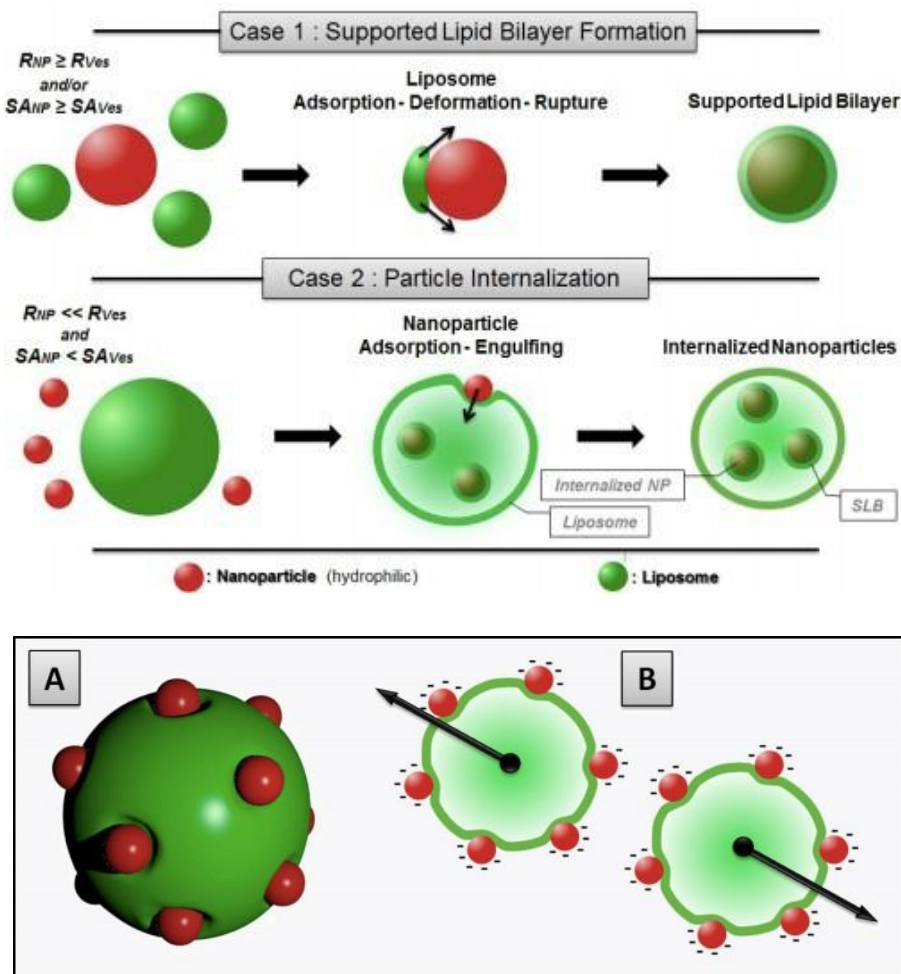 Case 1 : Supported Lipid Bilayer Formation
RNP ≥ RVes
and/or
SANP ≥ SAVes
Liposome
Adsorption - Deformation - Rupture
Supported Lipid Bilayer
Case 2 : Particle Internalization
RNP << RVes
and
SANP < SAVes
Nanoparticle
Adsorption - Engulfing
Internalized Nanoparticles
Internalized NP
Liposome
SLB
: Nanoparticle (hydrophilic)
: Liposome
A
B